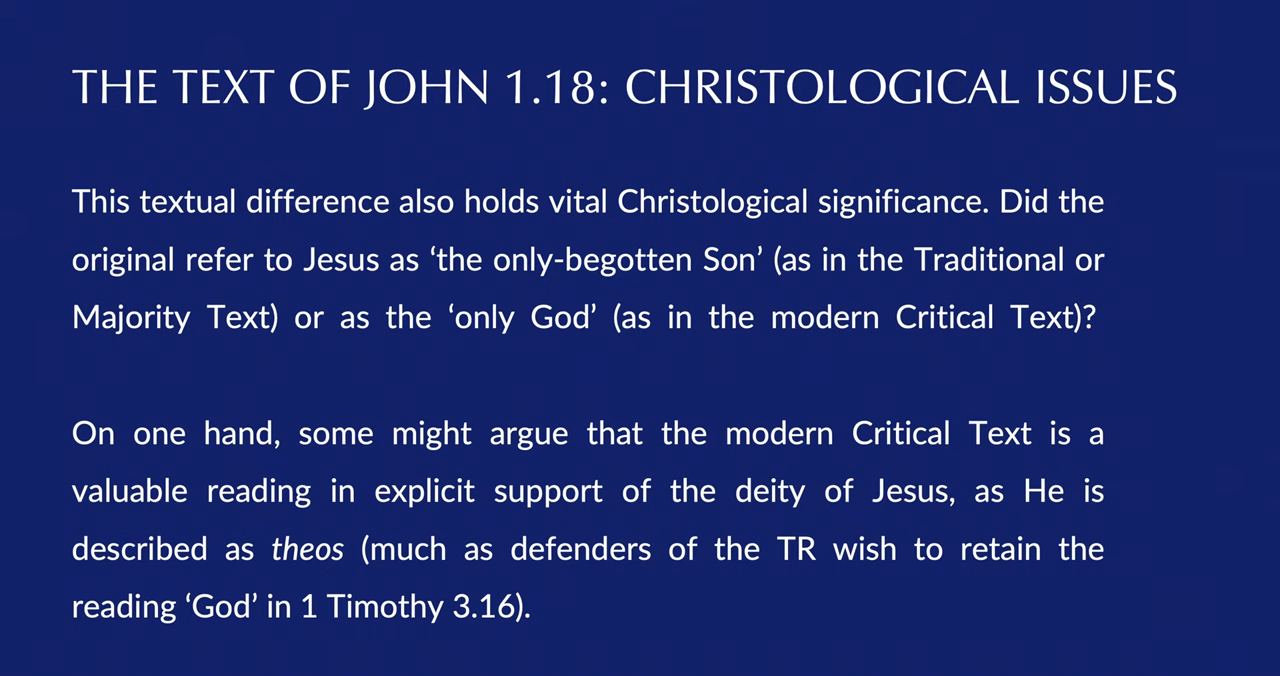 THE TEXT OF JOHN 1.18: CHRISTOLOGICAL ISSUES
This textual difference also holds vital Christological significance. Did the
original refer to Jesus as ‘the only-begotten Son’ (as in the Traditional or
Majority Text) or as the ‘only God’ (as in the modern Critical Text)?
On one hand, some might argue that the modern Critical Text is a
valuable reading in explicit support of the deity of Jesus, as He is
described as theos (much as defenders of the TR wish to retain the
reading ‘God’ in 1 Timothy 3.16).